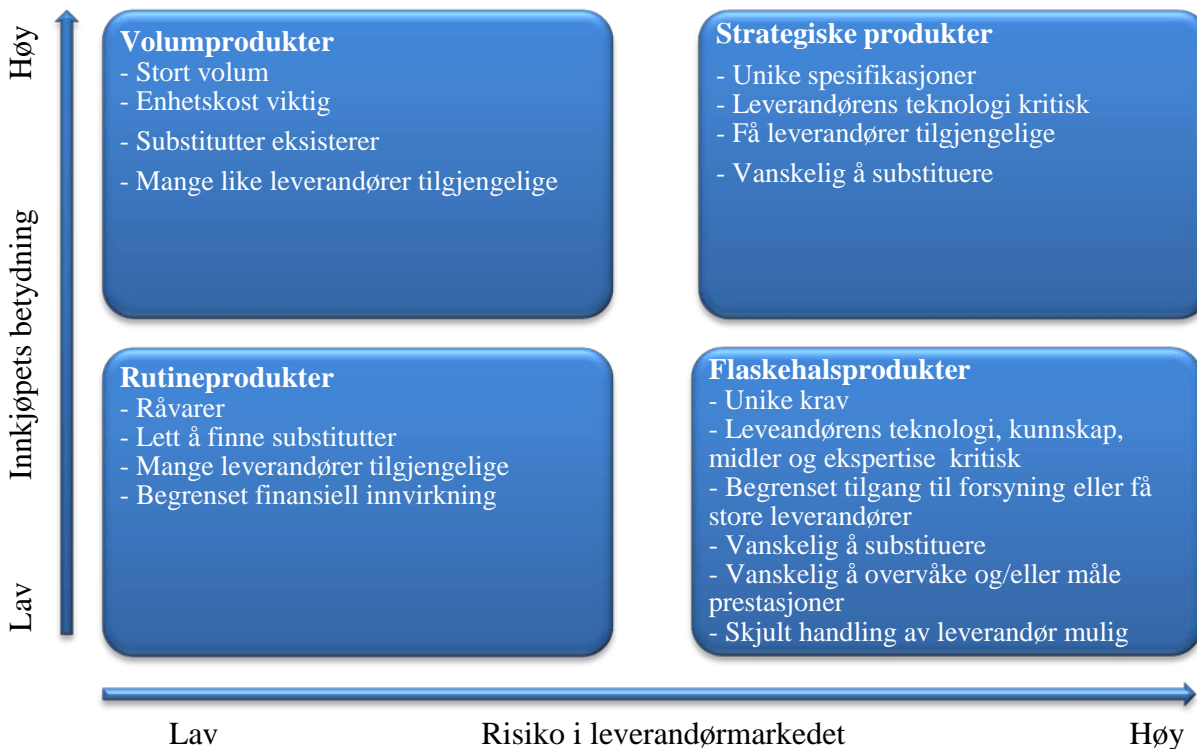 Høy
Innkjøpets betydning
Lav
Volumprodukter
- Stort volum
- Enhetskost viktig
- Substitutter eksisterer
- Mange like leverandører tilgjengelige
Strategiske produkter
- Unike spesifikasjoner
- Leverandørens teknologi kritisk
- Få leverandører tilgjengelige
- Vanskelig å substituere
Rutineprodukter
- Råvarer
- Lett å finne substitutter
- Mange leverandører tilgjengelige
- Begrenset finansiell innvirkning
Flaskehalsprodukter
- Unike krav
- Leveandørens teknologi, kunnskap,
midler og ekspertise kritisk
- Begrenset tilgang til forsyning eller få
store leverandører
- Vanskelig å substituere
- Vanskelig å overvåke og/eller måle
prestasjoner
- Skjult handling av leverandør mulig
Lav
Risiko i leverandørmarkedet
Høy